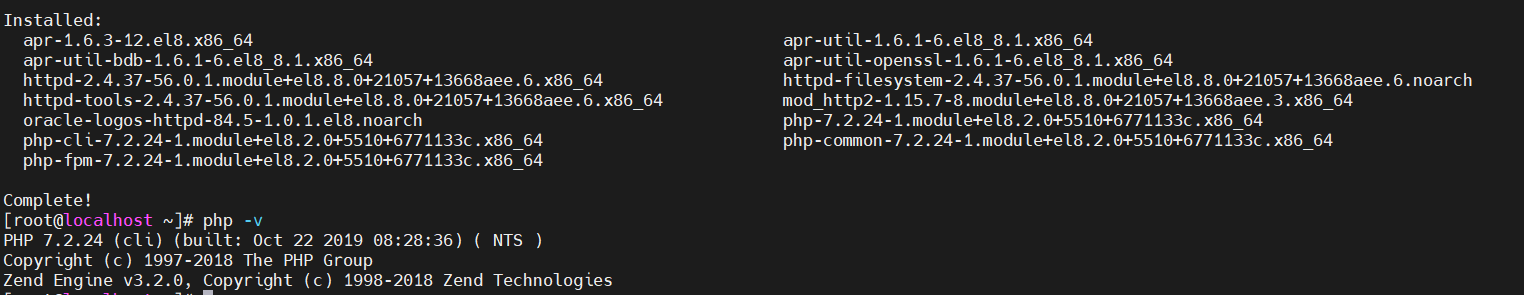 Installed:
apr-1.6.3-12.el8.x86_64 apr-util-1.6.1-6.el8_8.1.x86_64
apr-util-bdb-1.6.1-6.el8_8.1.x86_64 apr-util-openssl-1.6.1-6.el8_8.1.x86_64
httpd-2.4.37-56.0.1.module+el8.8.0+21057+13668aee.6.x86_64 httpd-filesystem-2.4.37-56.0.1.module+el8.8.0+21057+13668aee.6.noarch
httpd-tools-2.4.37-56.0.1.module+el8.8.0+21057+13668aee.6.x86_64 mod_http2-1.15.7-8.module+el8.8.0+21057+13668aee.3.x86_64
oracle-logos-httpd-84.5-1.0.1.el8.noarch php-7.2.24-1.module+el8.2.0+5510+6771133c.x86_64
php-cli-7.2.24-1.module+el8.2.0+5510+6771133c.x86_64 php-common-7.2.24-1.module+el8.2.0+5510+6771133c.x86_64
php-fpm-7.2.24-1.module+el8.2.0+5510+6771133c.x86_64
Complete!
[root@localhost ~]# php -v
PHP 7.2.24 (cli) (built: Oct 22 2019 08:28:36) ( NTS )
Copyright (c) 1997-2018 The PHP Group
Zend Engine v3.2.0, Copyright (c) 1998-2018 Zend Technologies